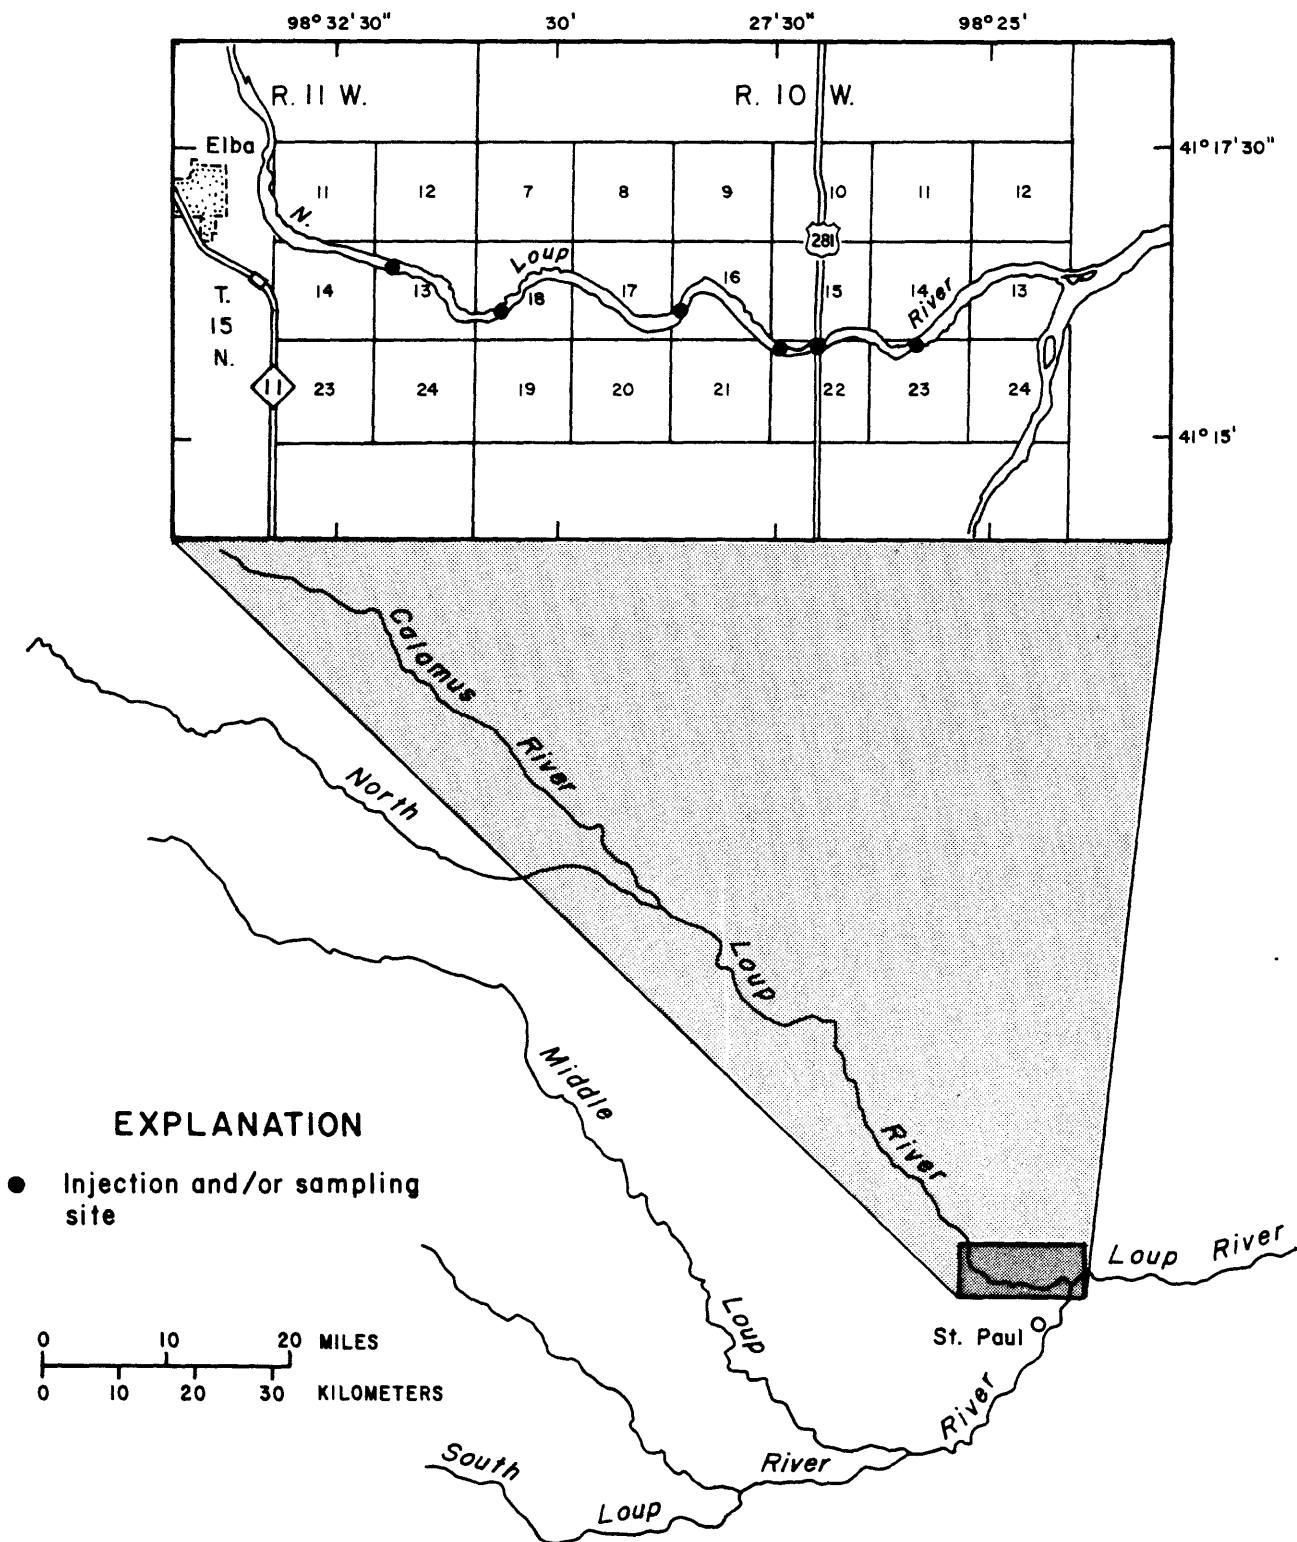 98° 32' 30" 30' 27' 30" 98° 25'
R. 11 W. R. 10 W.
Elba
41° 17' 30"
11 12 7 8 9 10 11 12
N.
281
Loup
T.
15
N.
14 13 18 17 16 15 14 13
River
11
23 24 19 20 21 22 23 24
41° 15'
Calamus
River
North
Loup
River
Middle
Loup
River
EXPLANATION
Injection and/or sampling
site
0 10 20 MILES
0 10 20 30 KILOMETERS
Loup River
St. Paul
South
Loup
River